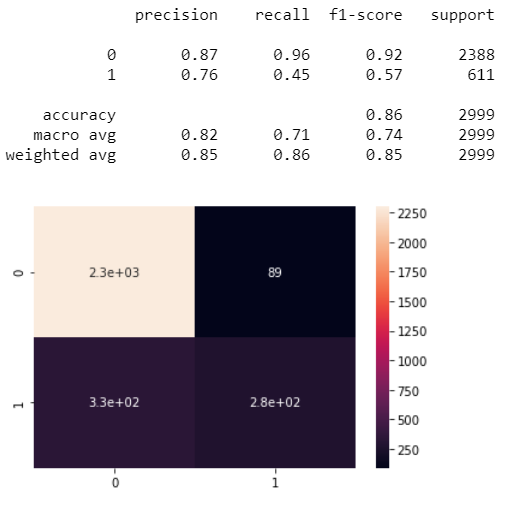 precision recall f1-score support
0 0.87 0.96 0.92 2388
1 0.76 0.45 0.57 611
accuracy 0.86 2999
macro avg 0.82 0.71 0.74 2999
weighted avg 0.85 0.86 0.85 2999
2250
2000
1750
1500
1250
1000
750
500
250
0
2.3e+03 89
1
3.3e+02 2.8e+02
0 1